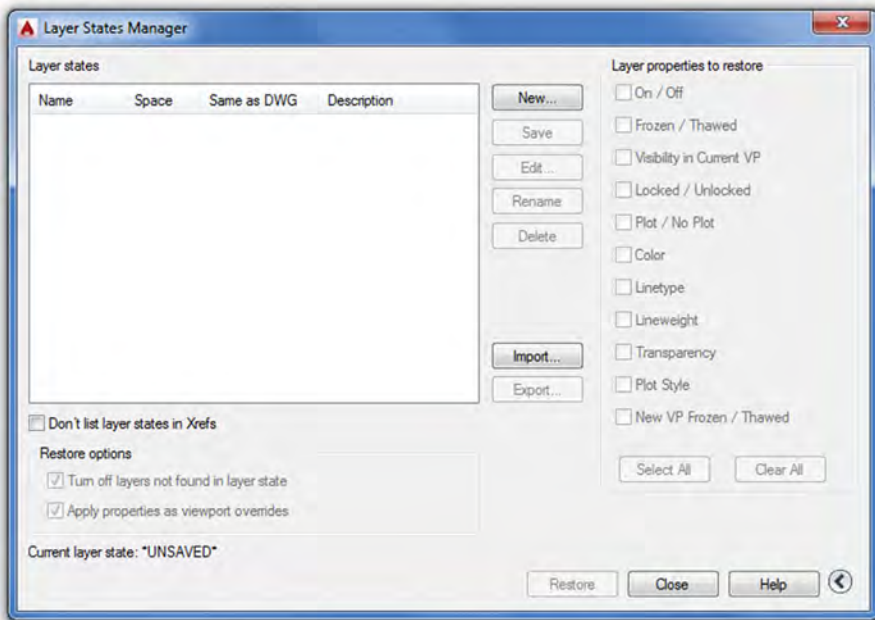 Layer States Manager
Layer states
Name Space Same as DWG Description
New...
Save
Edit...
Rename
Delete
Import...
Export...
Don't list layer states in Xrefs
Restore options
Turn off layers not found in layer state
Apply properties as viewport overrides
Current layer state: "UNSAVED"
Layer properties to restore
On / Off
Frozen / Thawed
Visibility in Current VP
Locked / Unlocked
Plot / No Plot
Color
Linetype
Lineweight
Transparency
Plot Style
New VP Frozen / Thawed
Select All Clear All
Restore Close Help